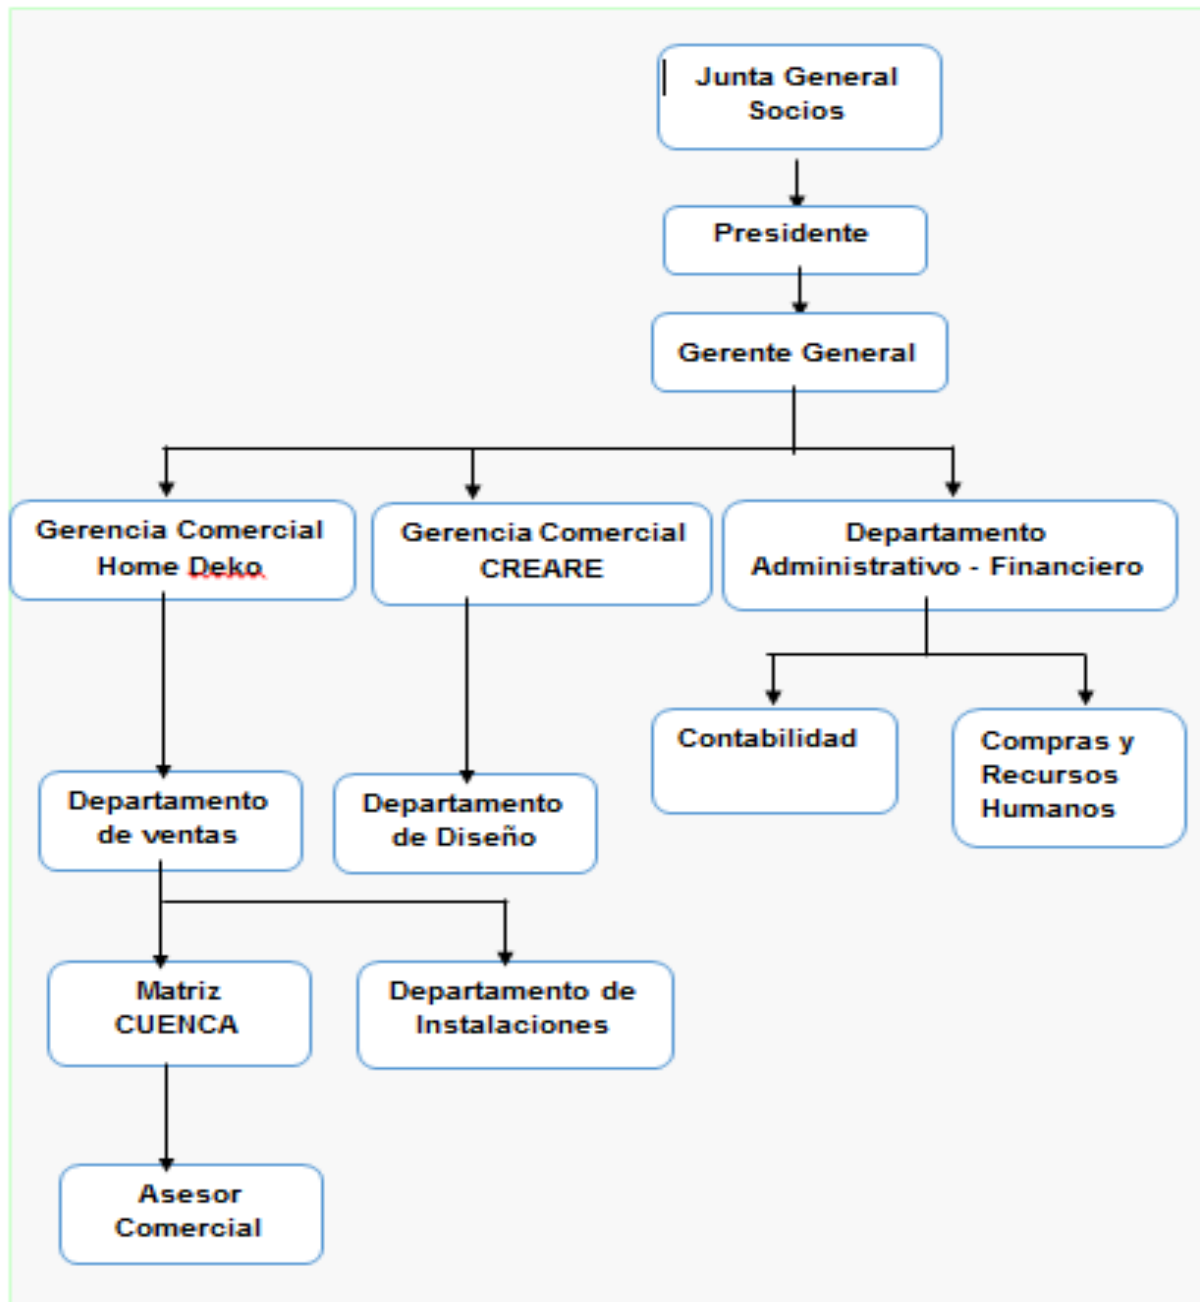 Junta General
Socios
Presidente
Gerente General
Gerencia Comercial
Home Deko
Gerencia Comercial
CREARE
Departamento
Administrativo - Financiero
Contabilidad
Compras y
Recursos
Humanos
Departamento
de ventas
Departamento
de Diseño
Matriz
CUENCA
Departamento de
Instalaciones
Asesor
Comercial